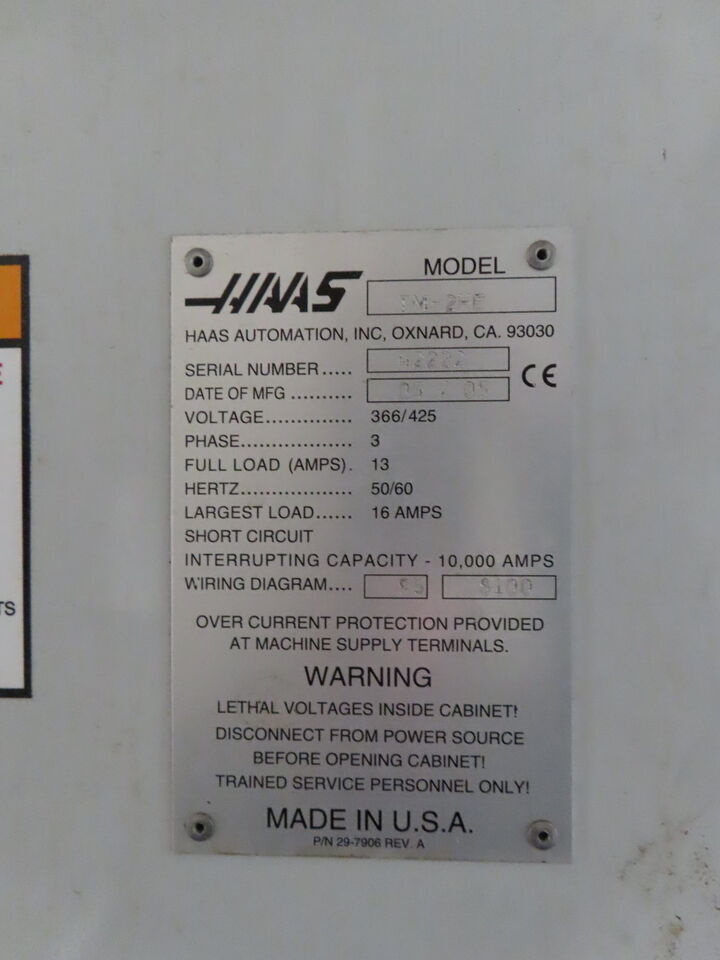 HAAS
MODEL
TM-2HE
HAAS AUTOMATION, INC, OXNARD, CA. 93030
SERIAL NUMBER .....
DATE OF MFG ..........
CE
VOLTAGE.............. 366/425
PHASE.................. 3
FULL LOAD (AMPS). 13
HERTZ.................. 50/60
LARGEST LOAD...... 16 AMPS
SHORT CIRCUIT
INTERRUPTING CAPACITY - 10,000 AMPS
WIRING DIAGRAM....
OVER CURRENT PROTECTION PROVIDED
AT MACHINE SUPPLY TERMINALS.
WARNING
LETHAL VOLTAGES INSIDE CABINET!
DISCONNECT FROM POWER SOURCE
BEFORE OPENING CABINET!
TRAINED SERVICE PERSONNEL ONLY!
MADE IN U.S.A.
P/N 29-7906 REV. A